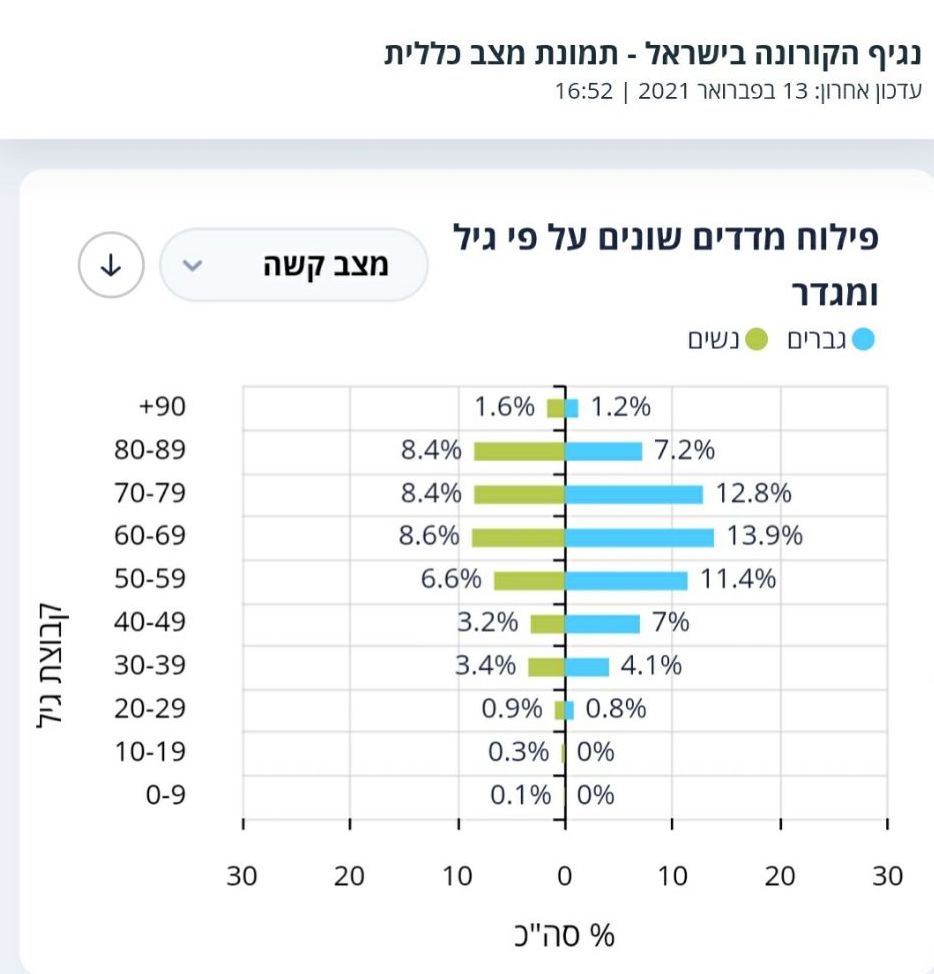 נגיף הקורונה בישראל - תמונת מצב כללית
עדכון אחרון: 13 בפברואר 2021 | 16:52
פילוח מדדים שונים על פי גיל
ומגדר
מצב קשה
גברים נשים
+90 1.6% 1.2%
80-89 8.4% 7.2%
70-79 8.4% 12.8%
60-69 8.6% 13.9%
50-59 6.6% 11.4%
40-49 3.2% 7%
30-39 3.4% 4.1%
20-29 0.9% 0.8%
10-19 0.3% 0%
0-9 0.1% 0%
קבוצת גיל
30 20 10 0 10 20 30
% סה"כ